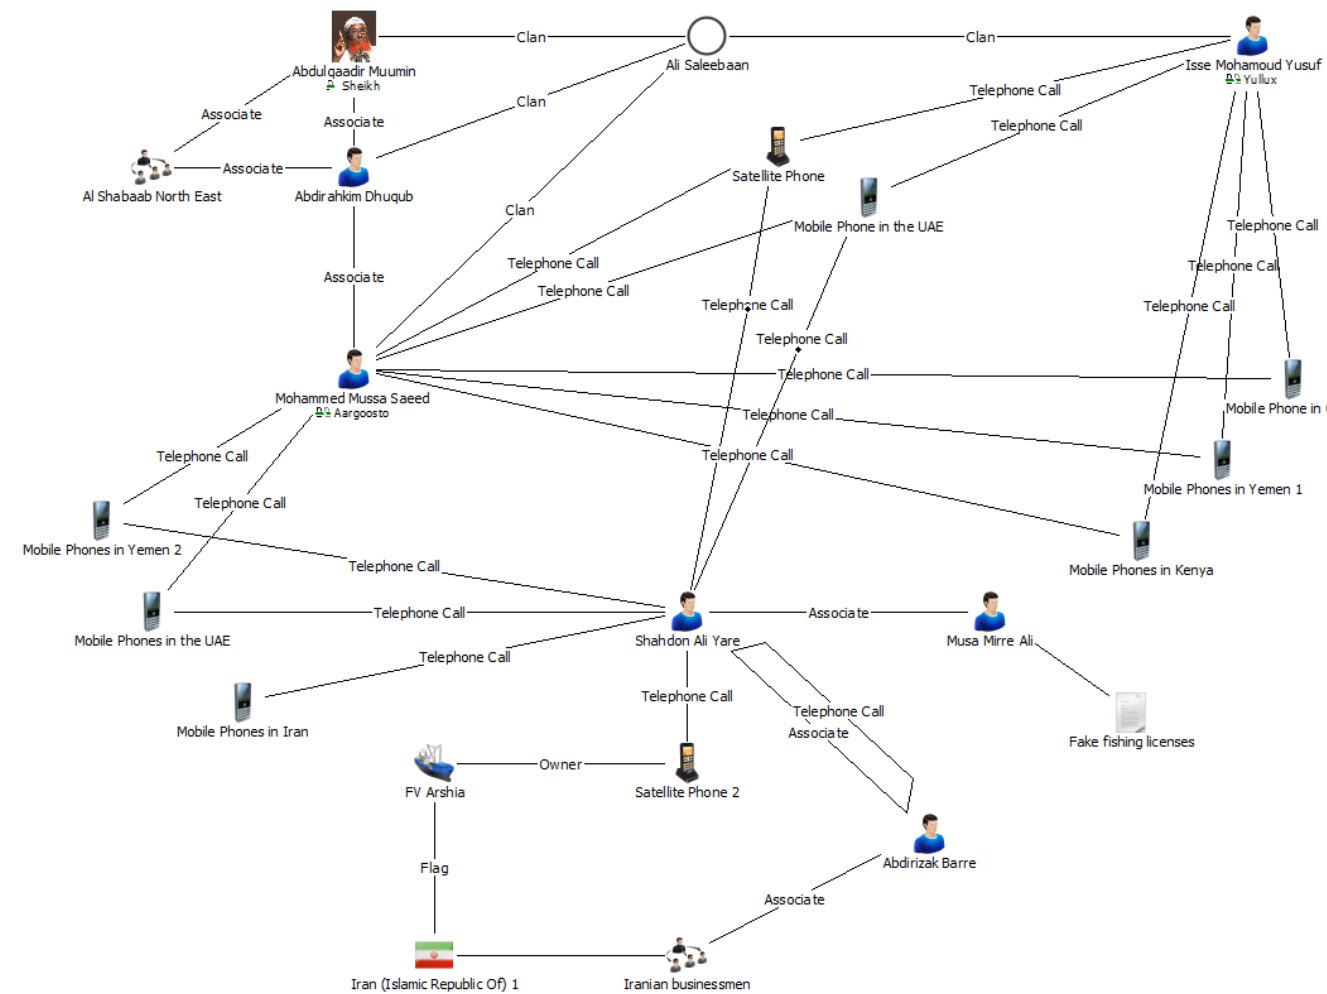 Clan
Clan
Ali Saleebaan
Abdulqaadir Muumin
Sheikh
Isse Mohamoud Yusuf
Yullux
Telephone Call
Clan
Associate
Associate
Telephone Call
Associate
Satellite Phone
Al Shabaab North East
Abdirahkim Dhuqub
Clan
Mobile Phone in the UAE
Telephone Call
Telephone Call
Telephone Call
Associate
Telephone Call
Telephone Call
Telephone Call
Telephone Call
Telephone Call
Mohammed Mussa Saeed
Aargoosto
Mobile Phone in
Telephone Call
Telephone Call
Telephone Call
Telephone Call
Mobile Phones in Yemen 1
Telephone Call
Mobile Phones in Yemen 2
Telephone Call
Mobile Phones in Kenya
Telephone Call
Associate
Mobile Phones in the UAE
Shahdon Ali Yare
Musa Mirre Ali
Telephone Call
Telephone Call
Telephone Call
Associate
Mobile Phones in Iran
Fake fishing licenses
Owner
FV Arshia
Satellite Phone 2
Abdirizak Barre
Flag
Associate
Iran (Islamic Republic Of) 1
Iranian businessmen